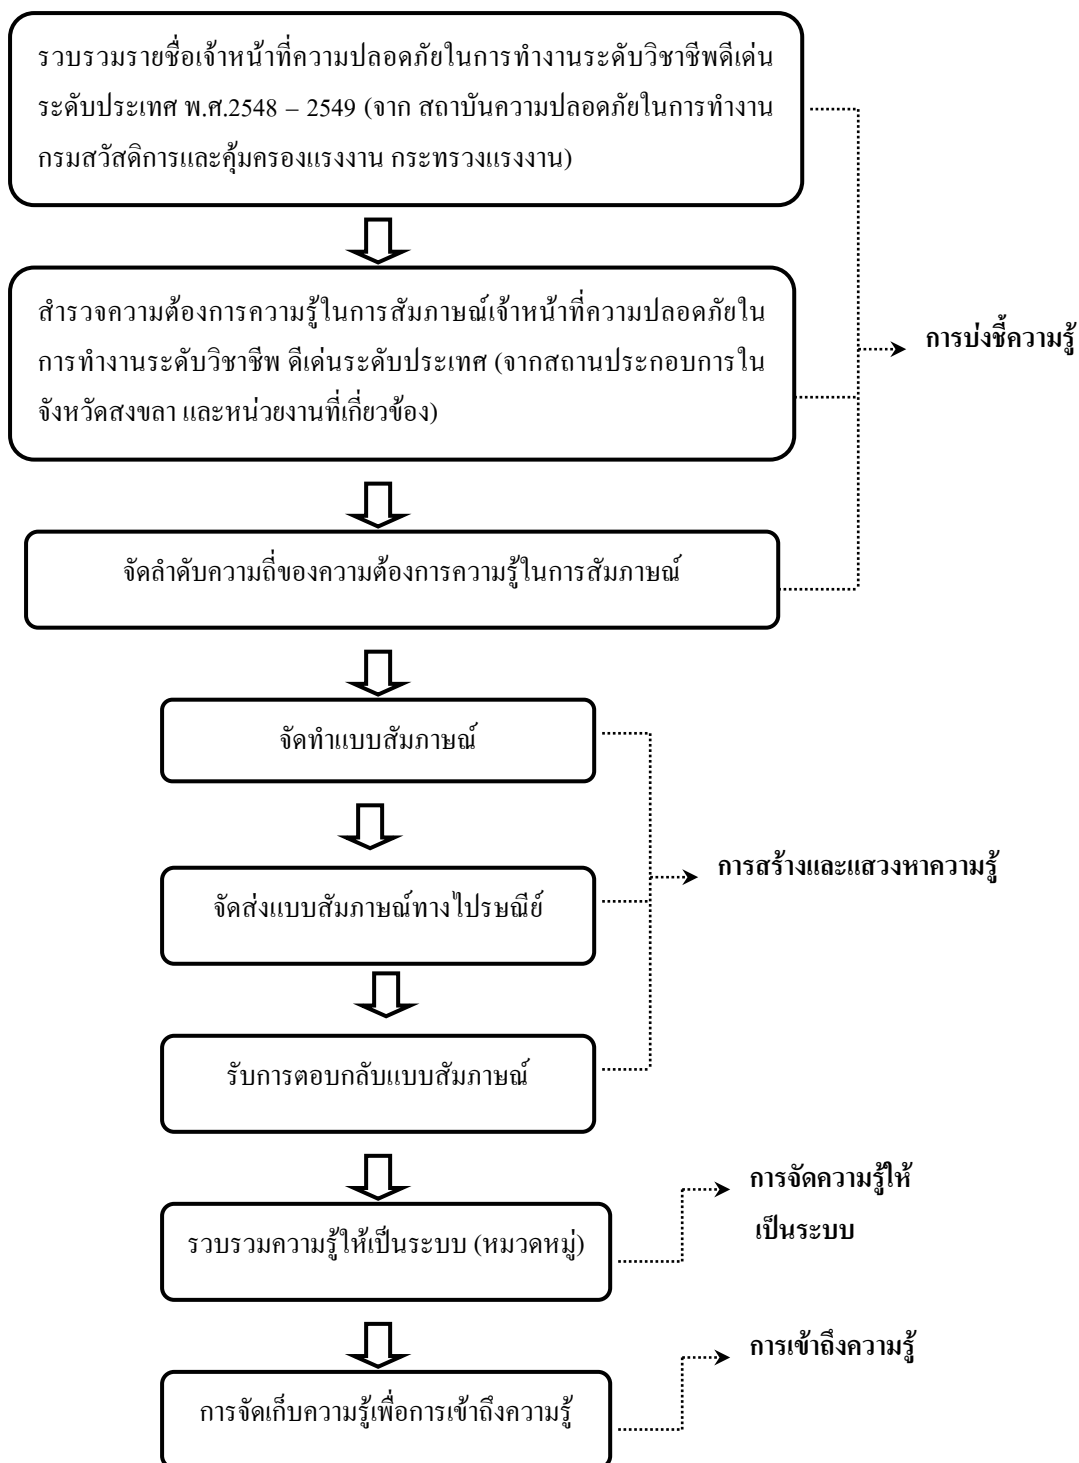 รวบรวมรายชื่อเจ้าหน้าที่ความปลอดภัยในการทำงานระดับวิชาชีพดีเด่น
ระดับประเทศ พ.ศ.2548 – 2549 (จาก สถาบันความปลอดภัยในการทำงาน
กรมสวัสดิการและคุ้มครองแรงงาน กระทรวงแรงงาน)
สำรวจความต้องการความรู้ในการสัมภาษณ์เจ้าหน้าที่ความปลอดภัยใน
การทำงานระดับวิชาชีพ ดีเด่นระดับประเทศ (จากสถานประกอบการใน
จังหวัดสงขลา และหน่วยงานที่เกี่ยวข้อง)
การบ่งชี้ความรู้
จัดลำดับความถี่ของความต้องการความรู้ในการสัมภาษณ์
จัดทำแบบสัมภาษณ์
การสร้างและแสวงหาความรู้
จัดส่งแบบสัมภาษณ์ทางไปรษณีย์
รับการตอบกลับแบบสัมภาษณ์
การจัดความรู้ให้
เป็นระบบ
รวบรวมความรู้ให้เป็นระบบ (หมวดหมู่)
การเข้าถึงความรู้
การจัดเก็บความรู้เพื่อการเข้าถึงความรู้